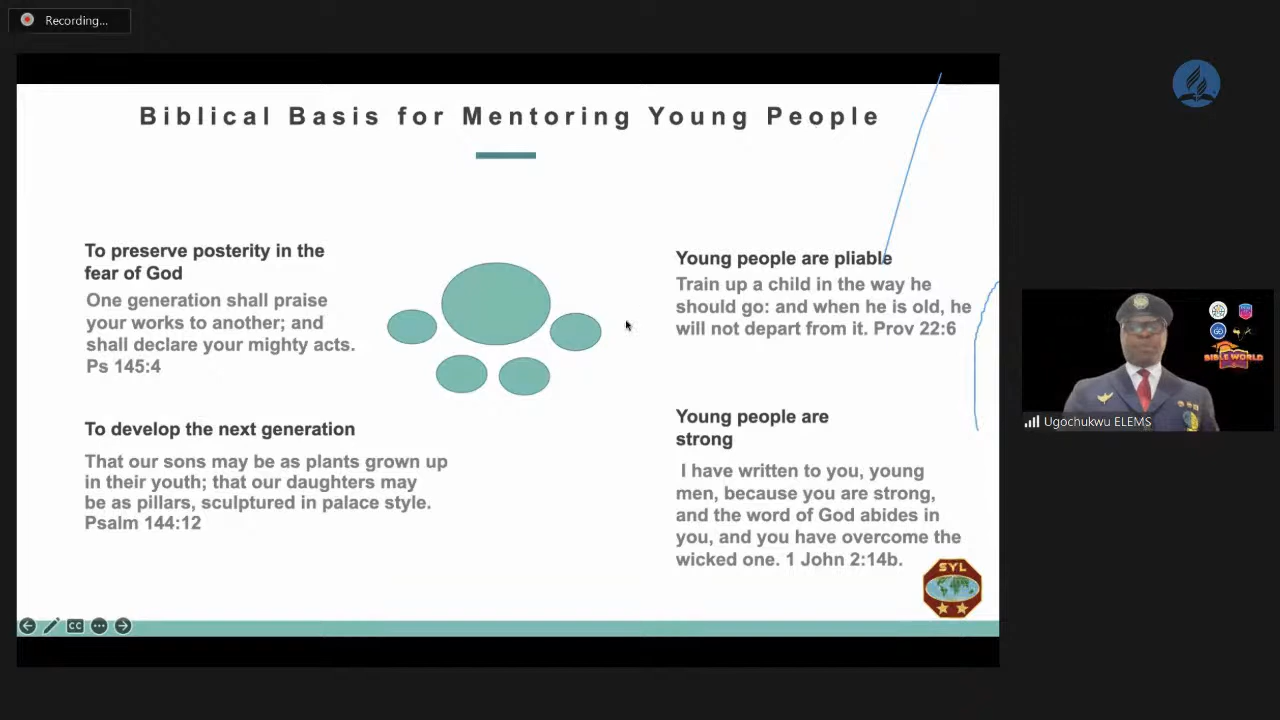 Recording...
Biblical Basis for Mentoring Young People
To preserve posterity in the
fear of God
One generation shall praise
your works to another; and
shall declare your mighty acts.
Ps 145:4
To develop the next generation
That our sons may be as plants grown up
in their youth; that our daughters may
be as pillars, sculptured in palace style.
Psalm 144:12
Young people are pliable
Train up a child in the way he
should go: and when he is old, he
will not depart from it. Prov 22:6
Young people are
strong
I have written to you, young
men, because you are strong,
and the word of God abides in
you, and you have overcome the
wicked one. 1 John 2:14b.
SYL
CC
BIBLE WORLD
Ugochukwu ELEMS